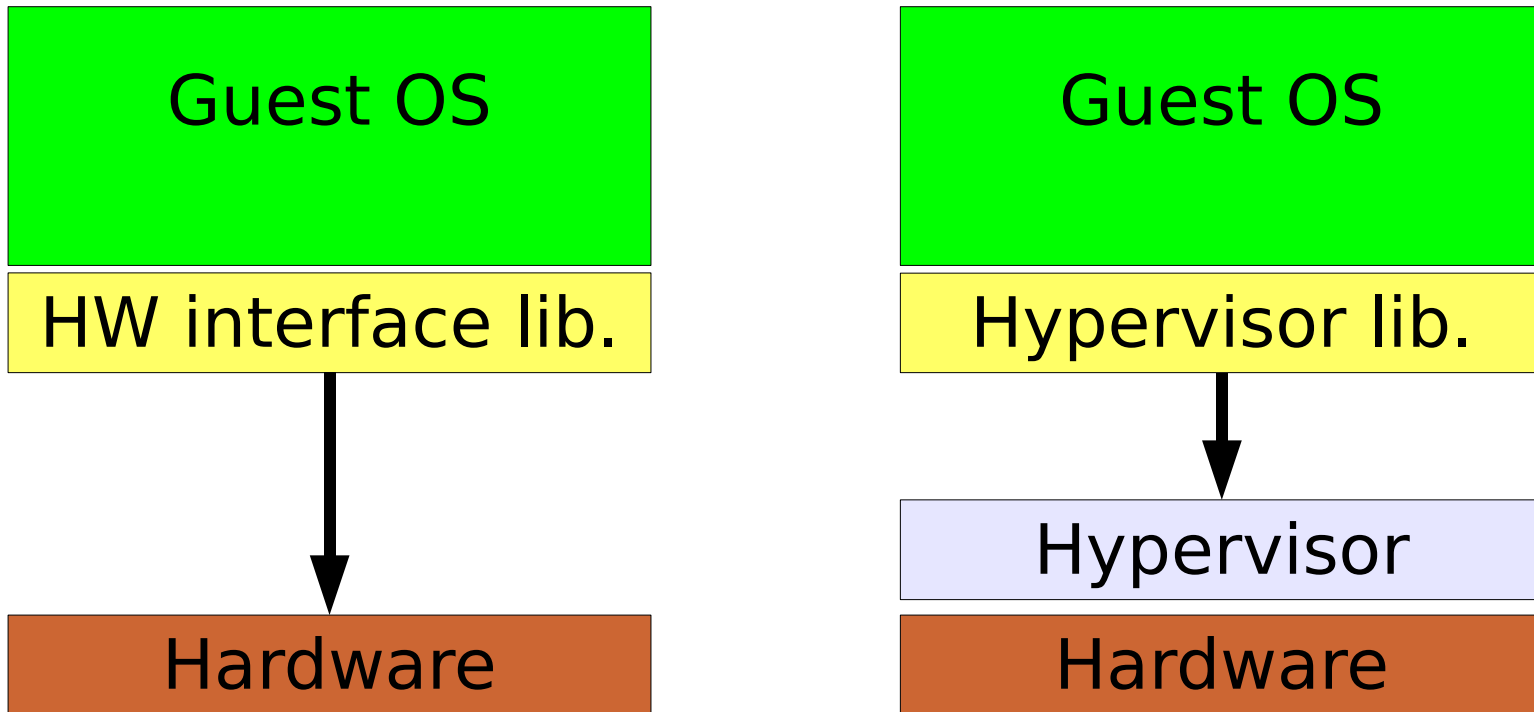 Guest OS
HW interface lib.
Hardware
Guest OS
Hypervisor lib.
Hypervisor
Hardware